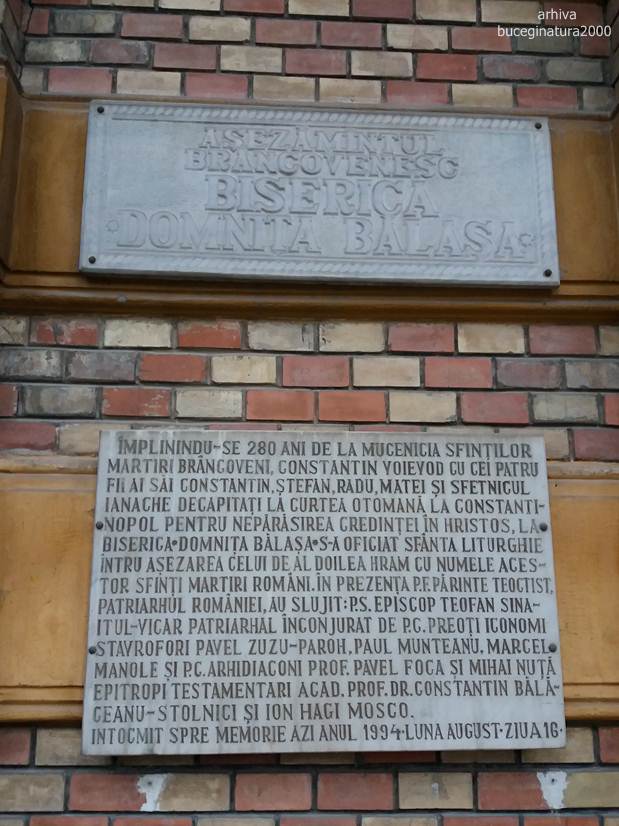 arhiva
buceginatura2000
AȘEZĂMINTUL
BRÂNCOVENESC
BISERICA
DOMNIȚA BĂLAȘA
ÎMPLININDU-SE 280 ANI DE LA MUCENICIA SFINȚILOR
MARTIRI BRÂNCOVENI, CONSTANTIN VOIEVOD CU CEI PATRU
FII AI SĂI CONSTANTIN, ȘTEFAN, RADU, MATEI ȘI SFETNICUL
IANACHE DECAPITAȚI LA CURTEA OTOMANĂ LA CONSTANTI-
NOPOL PENTRU NEPĂRĂSIREA CREDINȚEI ÎN HRISTOS, LA
BISERICA•DOMNIȚA BĂLAȘA•S-A OFICIAT SFÂNTA LITURGHIE
ÎNTRU AȘEZAREA CELUI DE AL DOILEA HRAM CU NUMELE ACES-
TOR SFINȚI MARTIRI ROMÂNI. ÎN PREZENȚA P.F. PĂRINTE TEOCTIST,
PATRIARHUL ROMÂNIEI, AU SLUJIT: P.S. EPISCOP TEOFAN SINA-
ITUL-VICAR PATRIARHAL ÎNCONJURAT DE P.C. PREOȚI ICONOMI
STAVROFORI PAVEL ZUZU-PAROH, PAUL MUNTEANU, MARCEL
MANOLE ȘI P.C. ARHIDIACONI PROF. PAVEL FOCA ȘI MIHAI NUȚĂ
EPITROPI TESTAMENTARI ACAD. PROF. DR. CONSTANTIN BĂLĂ-
CEANU-STOLNICI ȘI ION HAGI MOSCO.
ÎNTOCMIT SPRE MEMORIE AZI ANUL 1994•LUNA AUGUST•ZIUA 16•